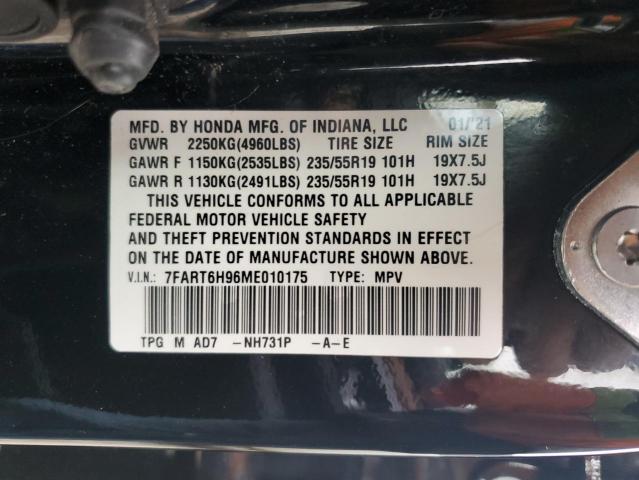 MFD. BY HONDA MFG. OF INDIANA, LLC 01/'21
GVWR 2250KG(4960LBS) TIRE SIZE RIM SIZE
GAWR F 1150KG(2535LBS) 235/55R19 101H 19X7.5J
GAWR R 1130KG(2491LBS) 235/55R19 101H 19X7.5J
THIS VEHICLE CONFORMS TO ALL APPLICABLE
FEDERAL MOTOR VEHICLE SAFETY
AND THEFT PREVENTION STANDARDS IN EFFECT
ON THE DATE OF MANUFACTURE SHOWN ABOVE.
V.I.N.: 7FART6H96ME010175 TYPE: MPV
TPG M AD7 -NH731P -A-E